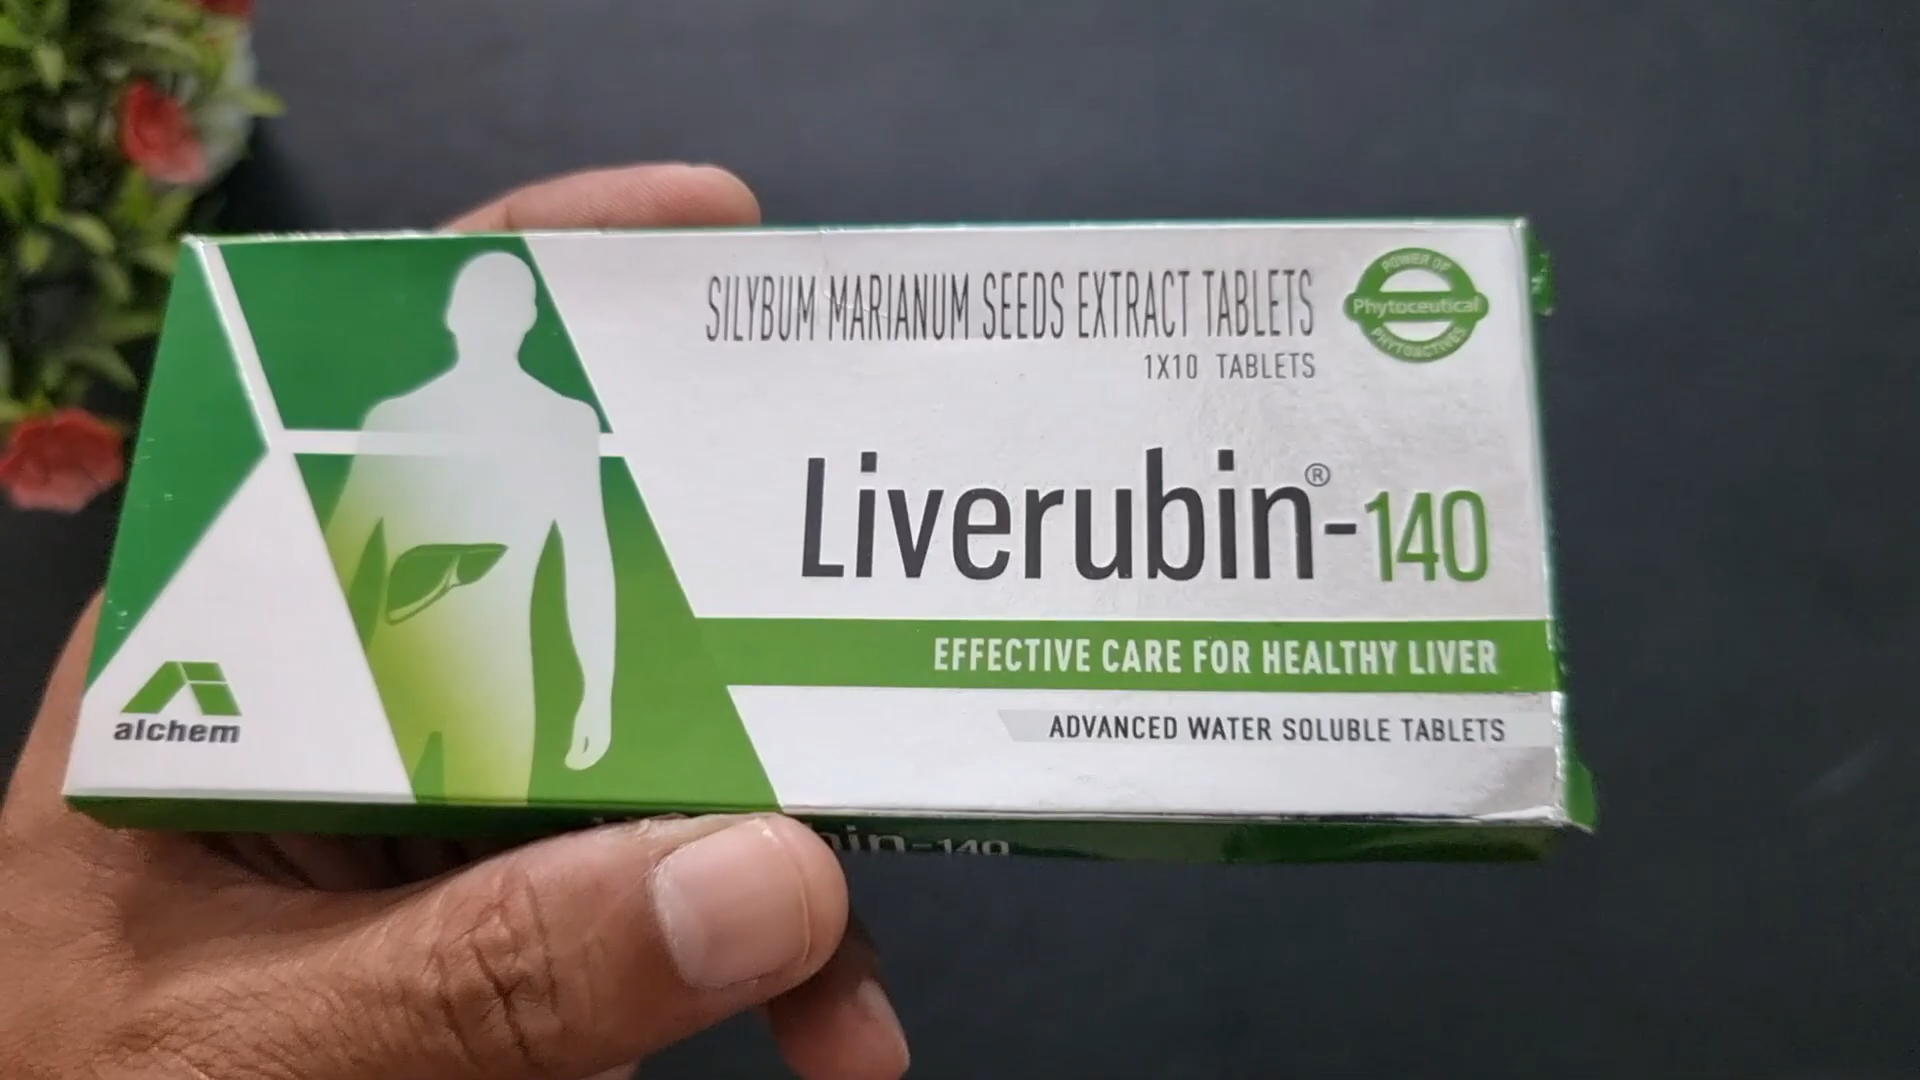 SILYBUM MARIANUM SEEDS EXTRACT TABLETS
1X10 TABLETS
POWER OF
Phytoceutical
PHYTOACTIVES
Liverubin®-140
EFFECTIVE CARE FOR HEALTHY LIVER
ADVANCED WATER SOLUBLE TABLETS
alchem
-140